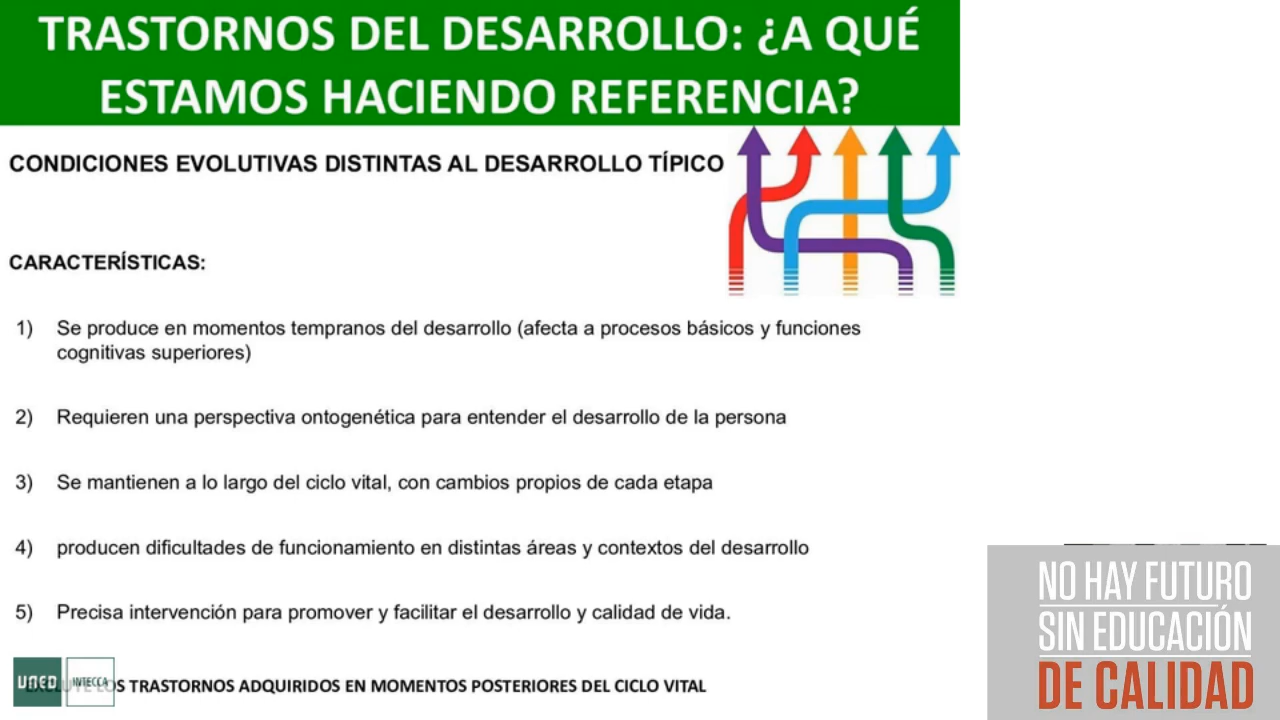 TRASTORNOS DEL DESARROLLO: ¿A QUÉ
ESTAMOS HACIENDO REFERENCIA?
CONDICIONES EVOLUTIVAS DISTINTAS AL DESARROLLO TÍPICO
CARACTERÍSTICAS:
1) Se produce en momentos tempranos del desarrollo (afecta a procesos básicos y funciones
cognitivas superiores)
2) Requieren una perspectiva ontogenética para entender el desarrollo de la persona
3) Se mantienen a lo largo del ciclo vital, con cambios propios de cada etapa
4) producen dificultades de funcionamiento en distintas áreas y contextos del desarrollo
5) Precisa intervención para promover y facilitar el desarrollo y calidad de vida.
UNED INTECCA
TRASTORNOS ADQUIRIDOS EN MOMENTOS POSTERIORES DEL CICLO VITAL
NO HAY FUTURO
SIN EDUCACIÓN
DE CALIDAD